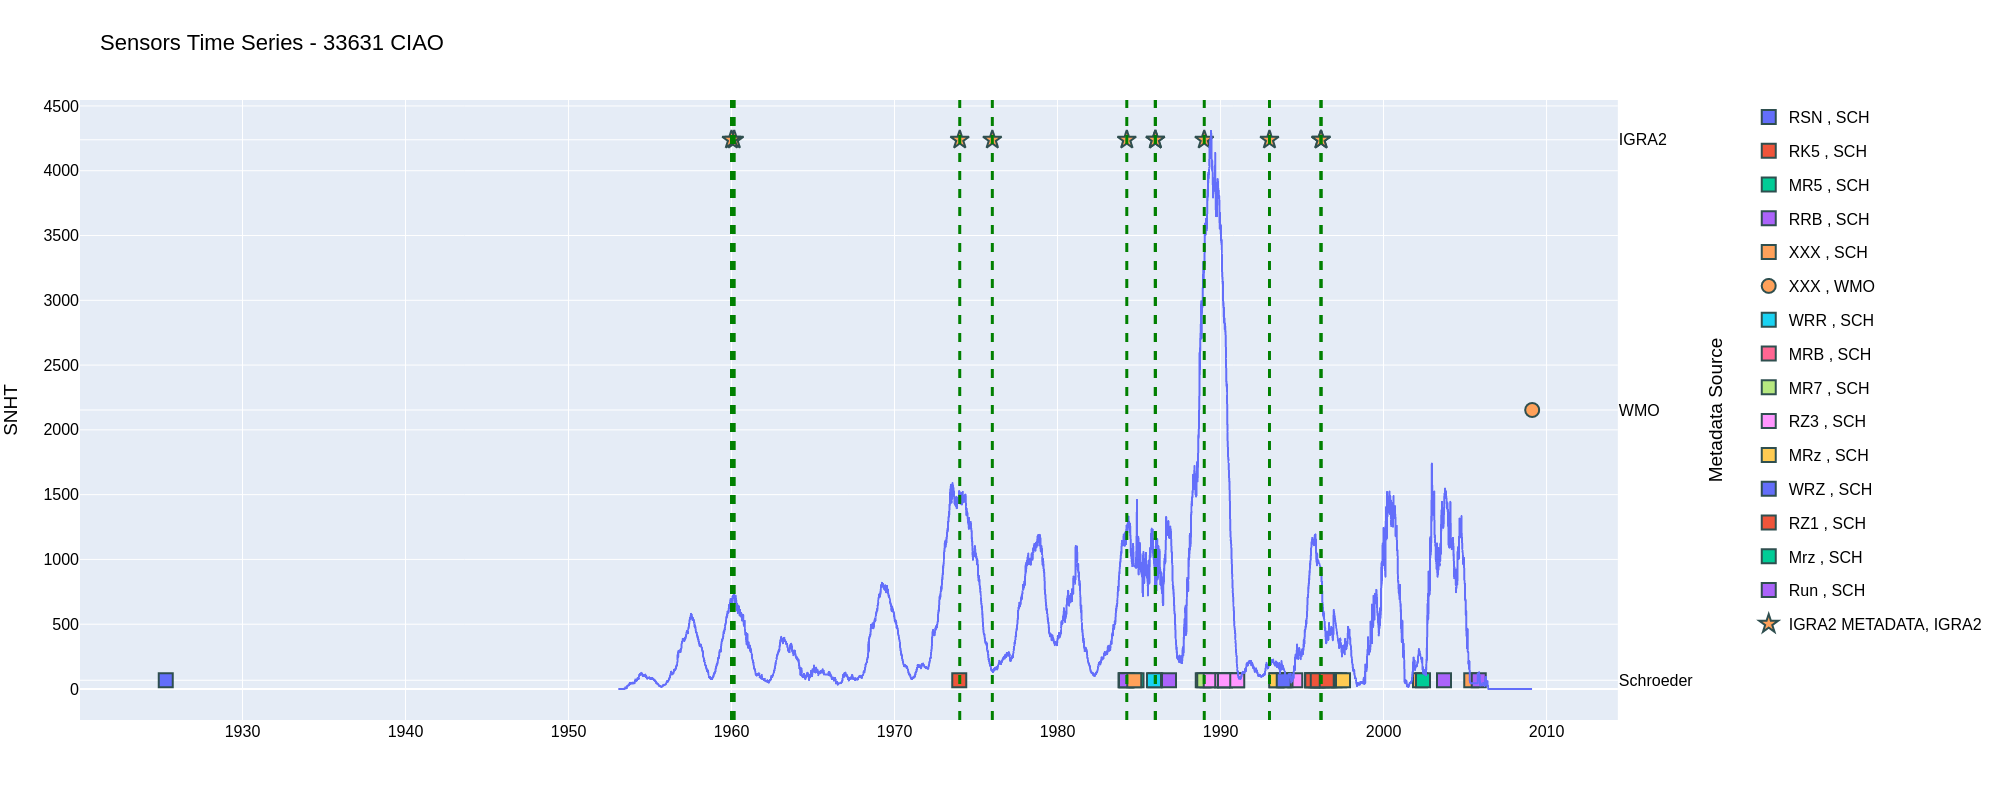 Sensors Time Series - 33631 CIAO
4500
4000
3500
3000
2500
2000
1500
1000
500
0
SNHT
1930
1940
1950
1960
1970
1980
1990
2000
2010
IGRA2
WMO
Schroeder
Metadata Source
RSN , SCH
RK5 , SCH
MR5 , SCH
RRB , SCH
XXX , SCH
XXX , WMO
WRR , SCH
MRB , SCH
MR7 , SCH
RZ3 , SCH
MRz , SCH
WRZ , SCH
RZ1 , SCH
Mrz , SCH
Run , SCH
IGRA2 METADATA, IGRA2